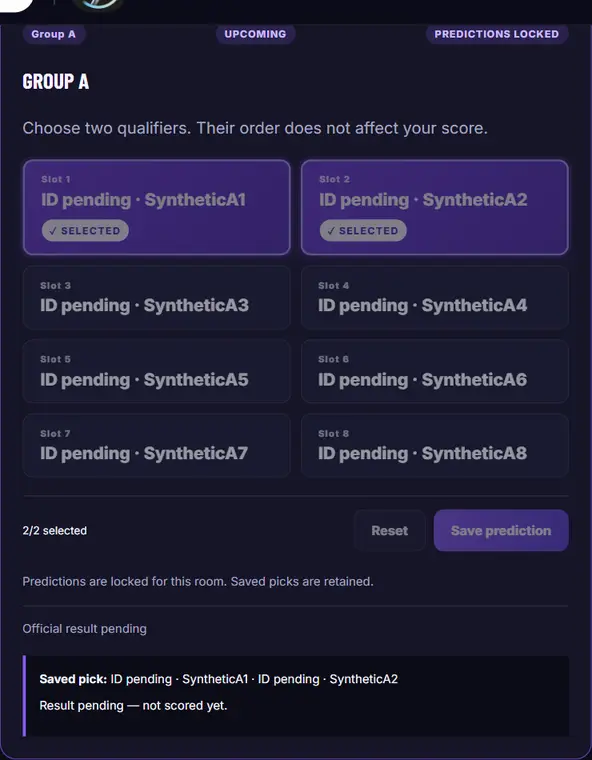 Group A
UPCOMING
PREDICTIONS LOCKED
GROUP A
Choose two qualifiers. Their order does not affect your score.
Slot 1
ID pending · SyntheticA1
✓ SELECTED
Slot 2
ID pending · SyntheticA2
✓ SELECTED
Slot 3
ID pending · SyntheticA3
Slot 4
ID pending · SyntheticA4
Slot 5
ID pending · SyntheticA5
Slot 6
ID pending · SyntheticA6
Slot 7
ID pending · SyntheticA7
Slot 8
ID pending · SyntheticA8
2/2 selected
Reset
Save prediction
Predictions are locked for this room. Saved picks are retained.
Official result pending
Saved pick: ID pending · SyntheticA1 · ID pending · SyntheticA2
Result pending — not scored yet.